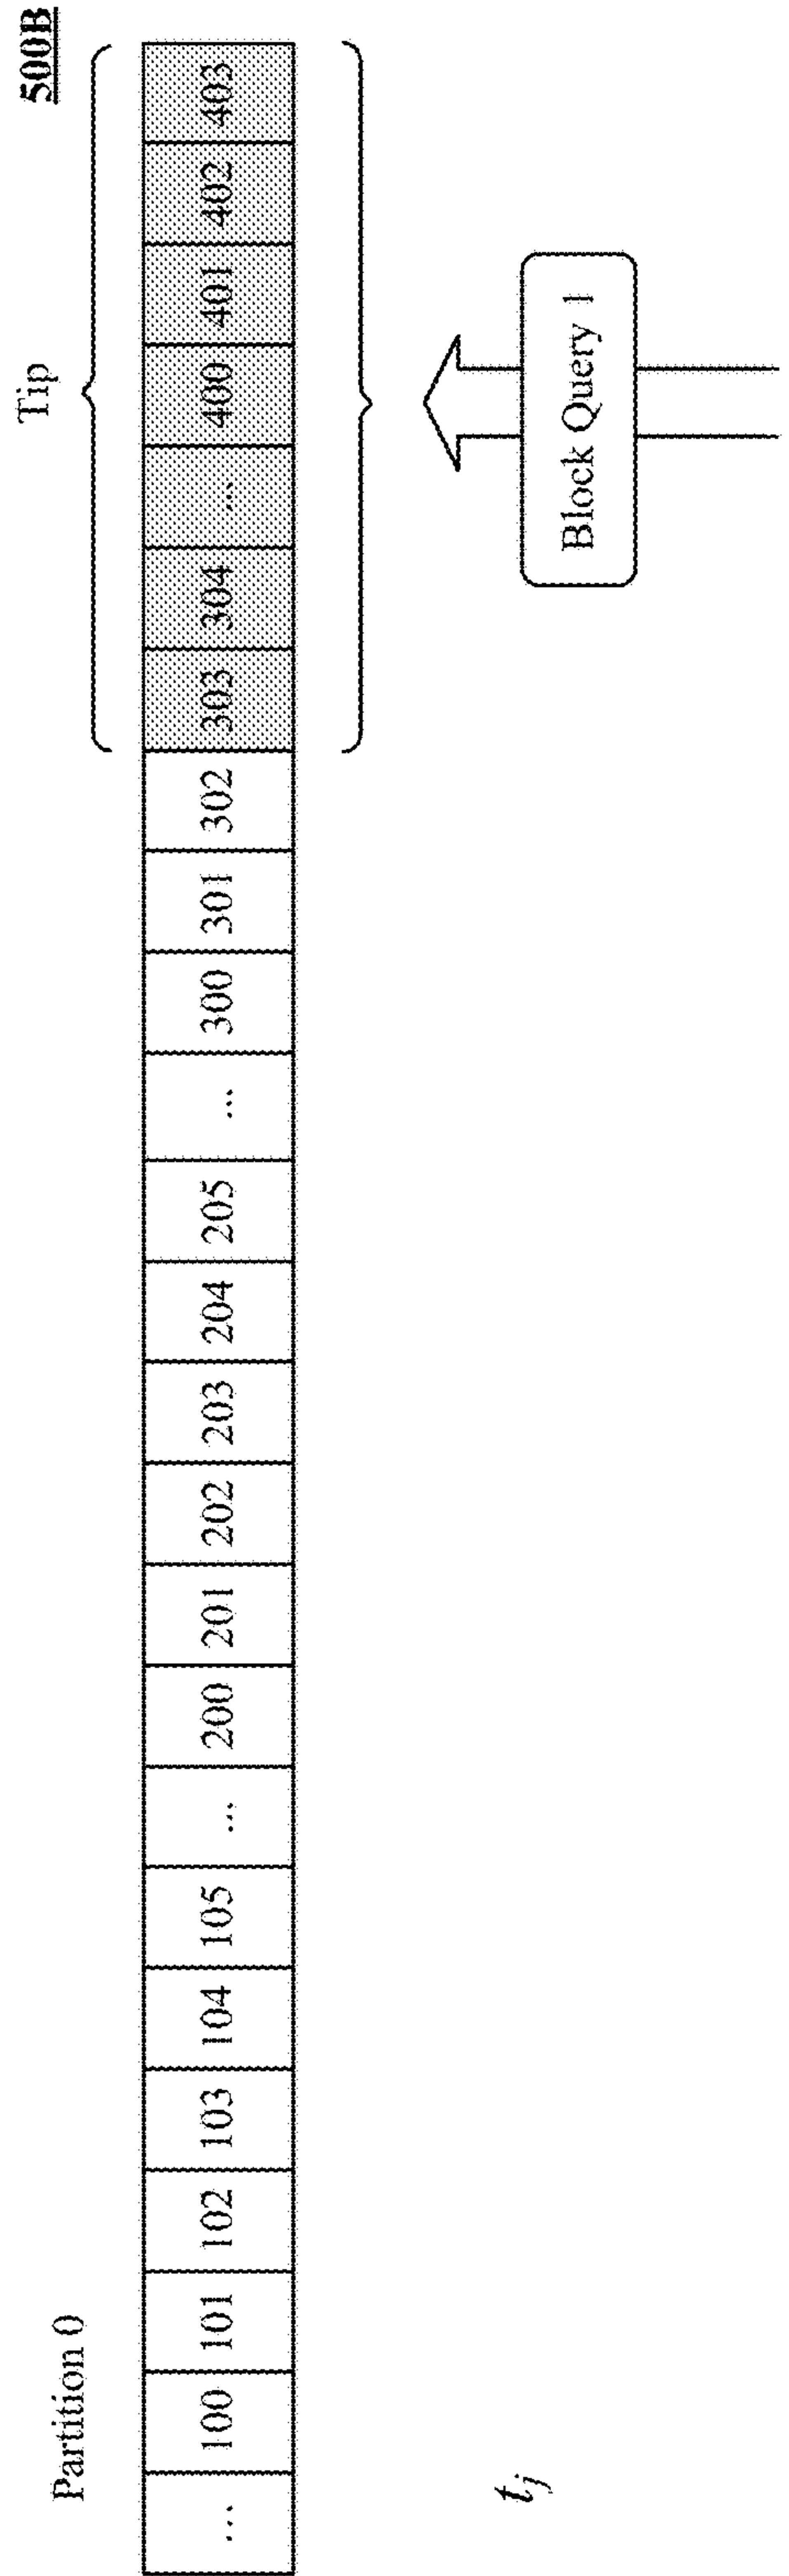 500B
Partition 0 Tip
... 100 101 102 103 104 105 ... 200 201 202 203 204 205 ... 300 301 302 303 304 ... 400 401 402 403
t_j Block Query 1